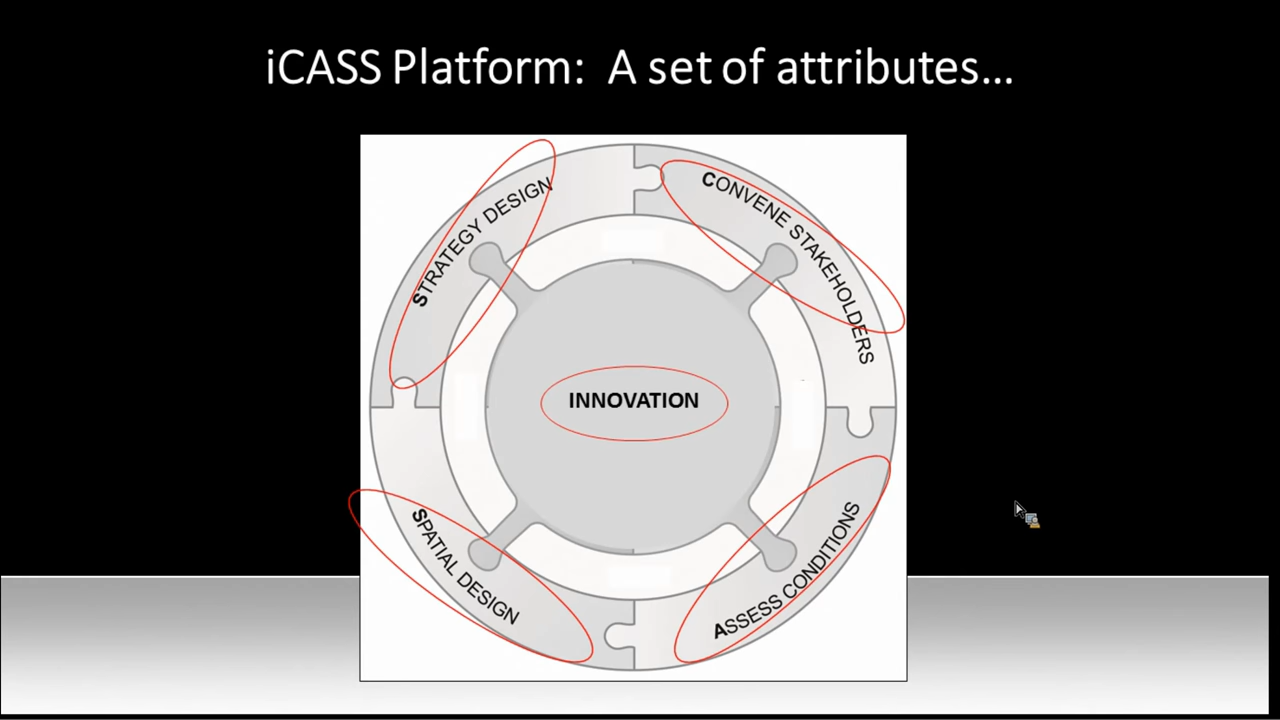 iCASS Platform:  A set of attributes...
STRATEGY DESIGN
CONVENE STAKEHOLDERS
INNOVATION
SPATIAL DESIGN
ASSESS CONDITIONS